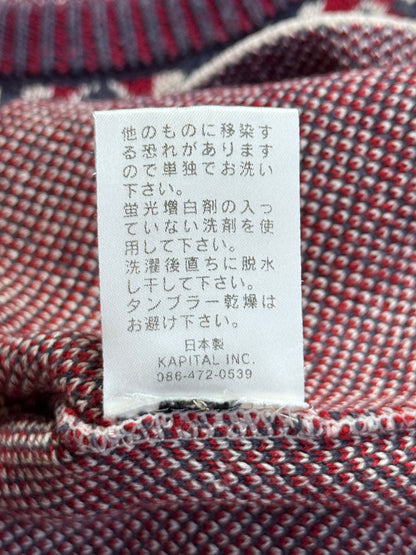 他のものに移染す
る恐れがあります
ので単独でお洗い
下さい。
蛍光増白剤の入っ
ていない洗剤を使
用して下さい。
洗濯後直ちに脱水
し干して下さい。
タンブラー乾燥は
お避け下さい。
日本製
KAPITAL INC.
086-472-0539